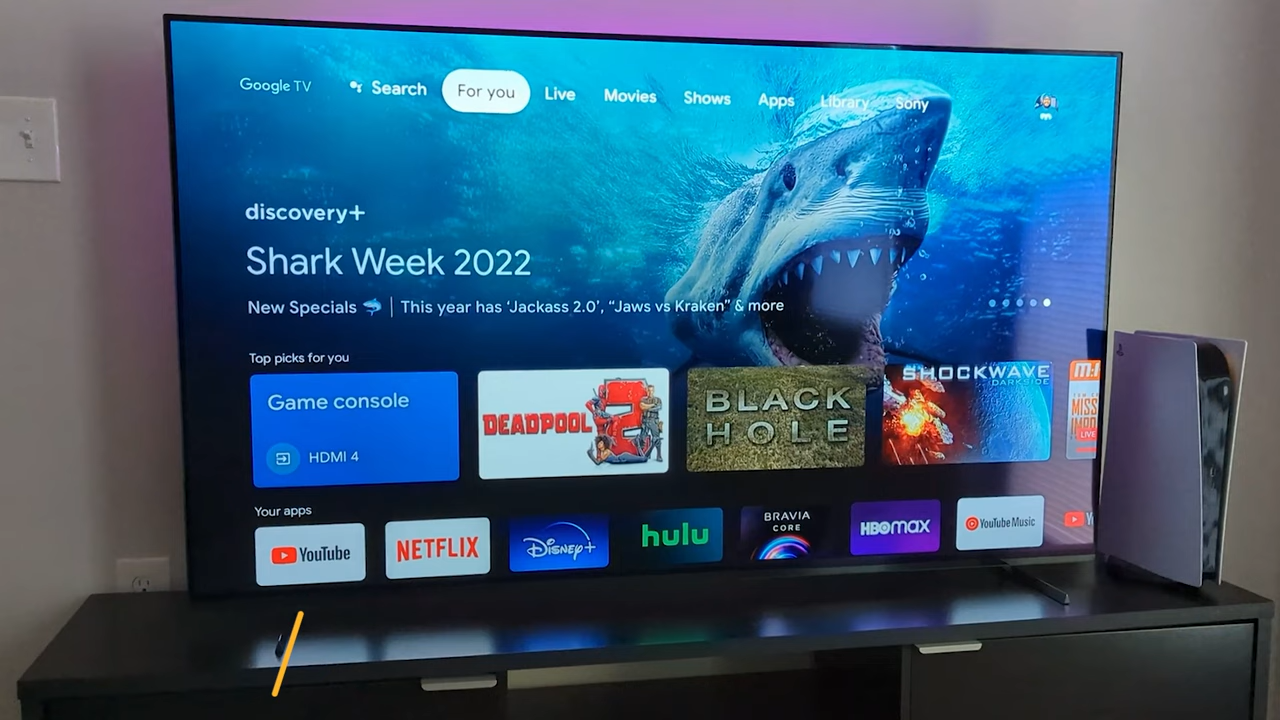 Google TV Search For you Live Movies Shows Apps Library Sony
discovery+
Shark Week 2022
New Specials | This year has ‘Jackass 2.0’, “Jaws vs Kraken” & more
Top picks for you
Game console
HDMI 4
DEADPOOL 2
BLACK
HOLE
SHOCKWAVE
DARKSIDE
LIVE
Your apps
YouTube
NETFLIX
Disney+
hulu
BRAVIA
CORE
HBOmax
YouTube Music